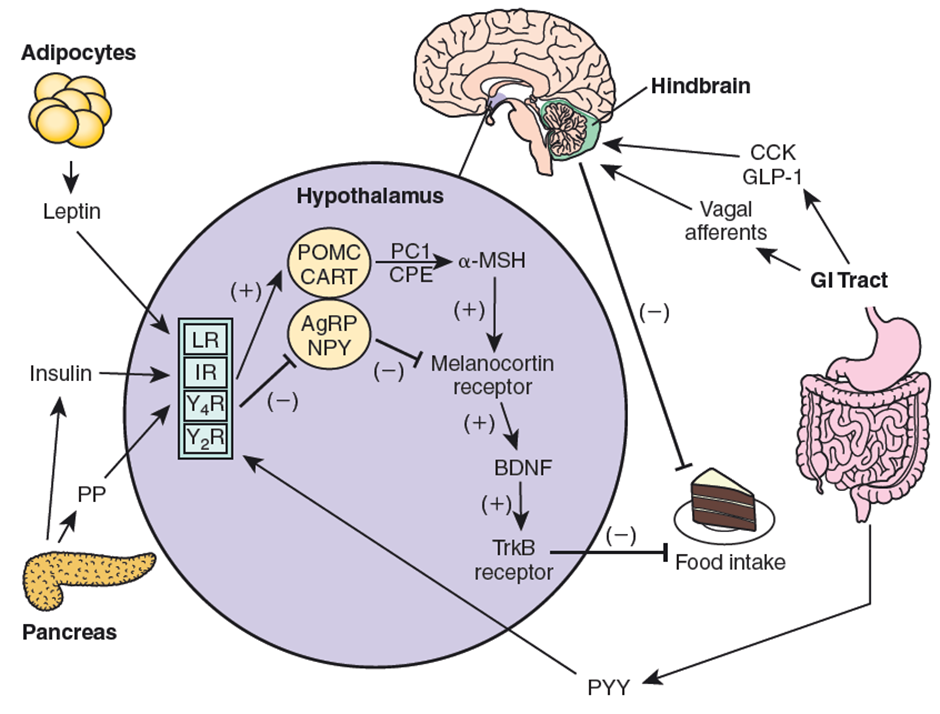 Adipocytes
Leptin
Insulin
PP
Pancreas
Hypothalamus
LR
IR
Y4R
Y2R
(+)
(−)
POMC
CART
AgRP
NPY
PC1
CPE
α-MSH
(+)
(−)
Melanocortin
receptor
(+)
BDNF
(+)
TrkB
receptor
(−)
Hindbrain
CCK
GLP-1
Vagal
afferents
GI Tract
(−)
Food intake
PYY